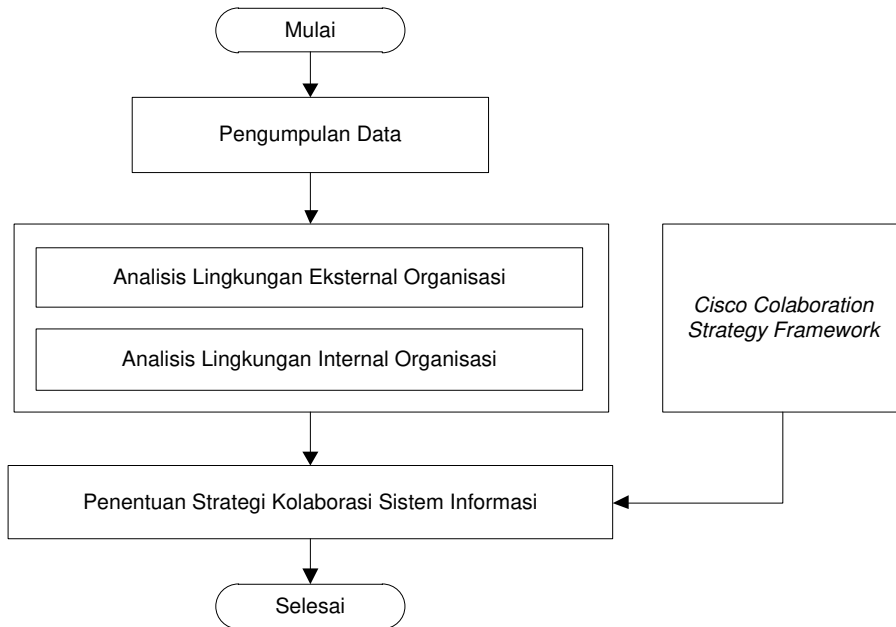 Mulai
Pengumpulan Data
Analisis Lingkungan Eksternal Organisasi
Analisis Lingkungan Internal Organisasi
Cisco Colaboration
Strategy Framework
Penentuan Strategi Kolaborasi Sistem Informasi
Selesai